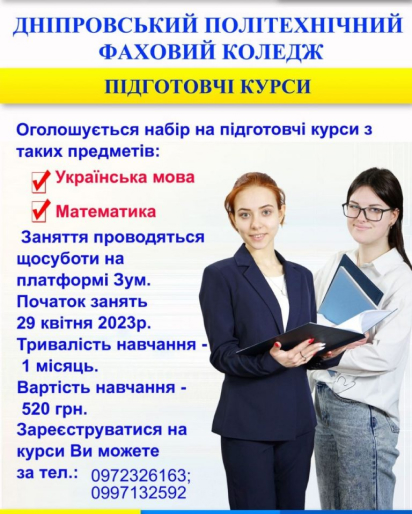 ДНІПРОВСЬКИЙ ПОЛІТЕХНІЧНИЙ
ФАХОВИЙ КОЛЕДЖ
ПІДГОТОВЧІ КУРСИ
Оголошується набір на підготовчі курси з
таких предметів:
Українська мова
Математика
Заняття проводяться
щосуботи на
платформі Зум.
Початок занять
29 квітня 2023р.
Тривалість навчання -
1 місяць.
Вартість навчання -
520 грн.
Зареєструватися на
курси Ви можете
за тел.: 0972326163;
0997132592